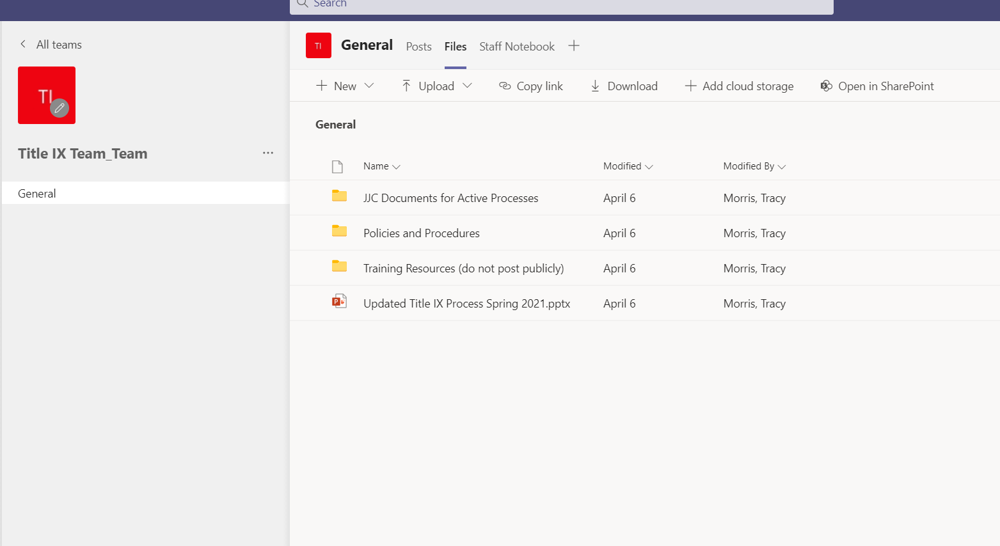 Search
All teams
TI
Title IX Team_Team
...
General
TI General Posts Files Staff Notebook
New Upload Copy link Download Add cloud storage Open in SharePoint
General
Name Modified Modified By
JJC Documents for Active Processes April 6 Morris, Tracy
Policies and Procedures April 6 Morris, Tracy
Training Resources (do not post publicly) April 6 Morris, Tracy
Updated Title IX Process Spring 2021.pptx April 6 Morris, Tracy